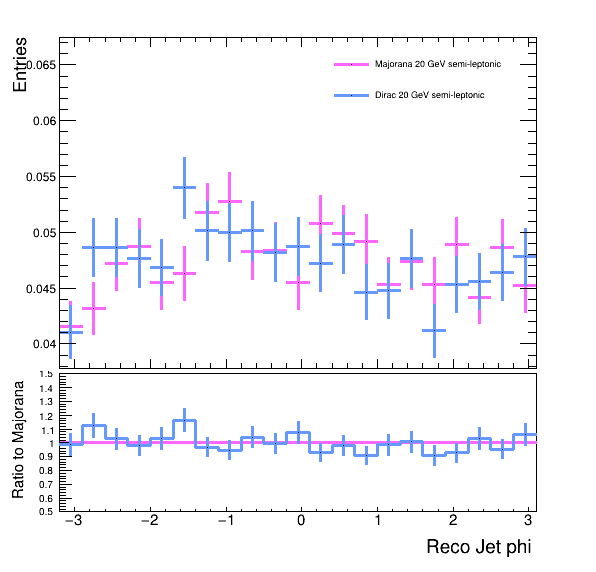 Entries
0.065
0.06
0.055
0.05
0.045
0.04
Majorana 20 GeV semi-leptonic
Dirac 20 GeV semi-leptonic
Ratio to Majorana
1.5
1.4
1.3
1.2
1.1
1
0.9
0.8
0.7
0.6
0.5
−3 −2 −1 0 1 2 3
Reco Jet phi